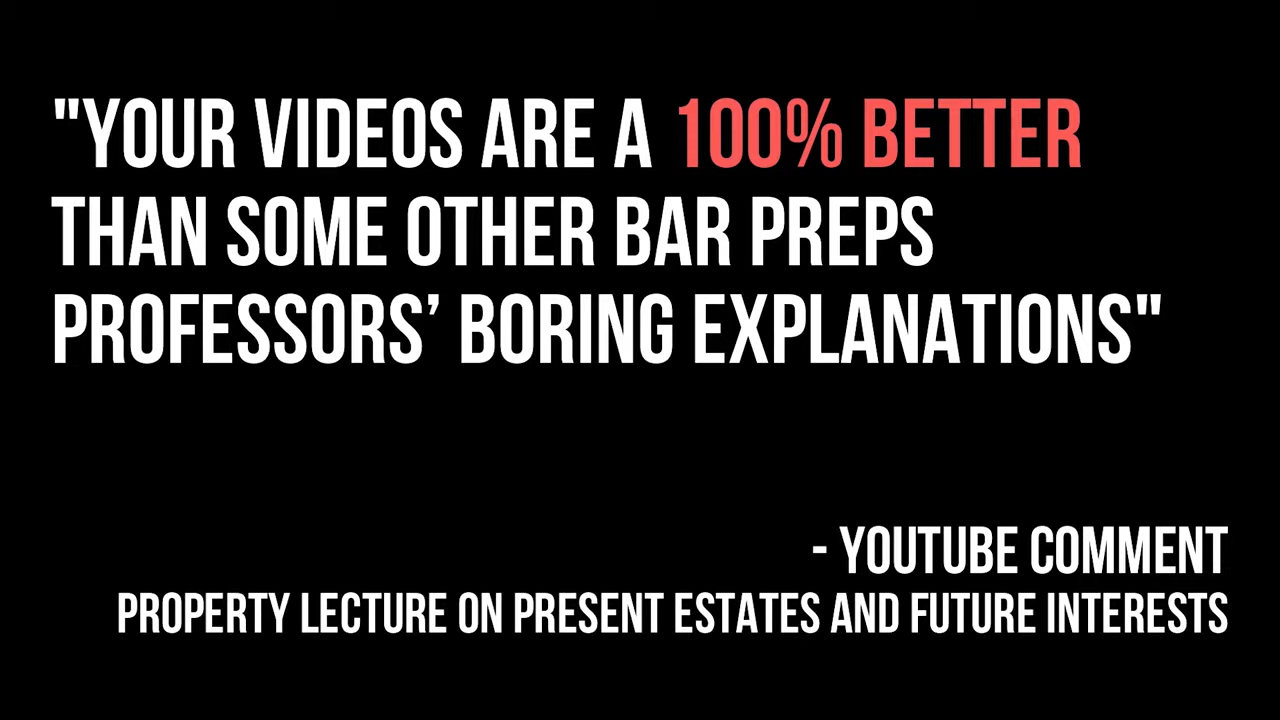 "YOUR VIDEOS ARE A 100% BETTER
THAN SOME OTHER BAR PREPS
PROFESSORS’ BORING EXPLANATIONS"
- YOUTUBE COMMENT
PROPERTY LECTURE ON PRESENT ESTATES AND FUTURE INTERESTS